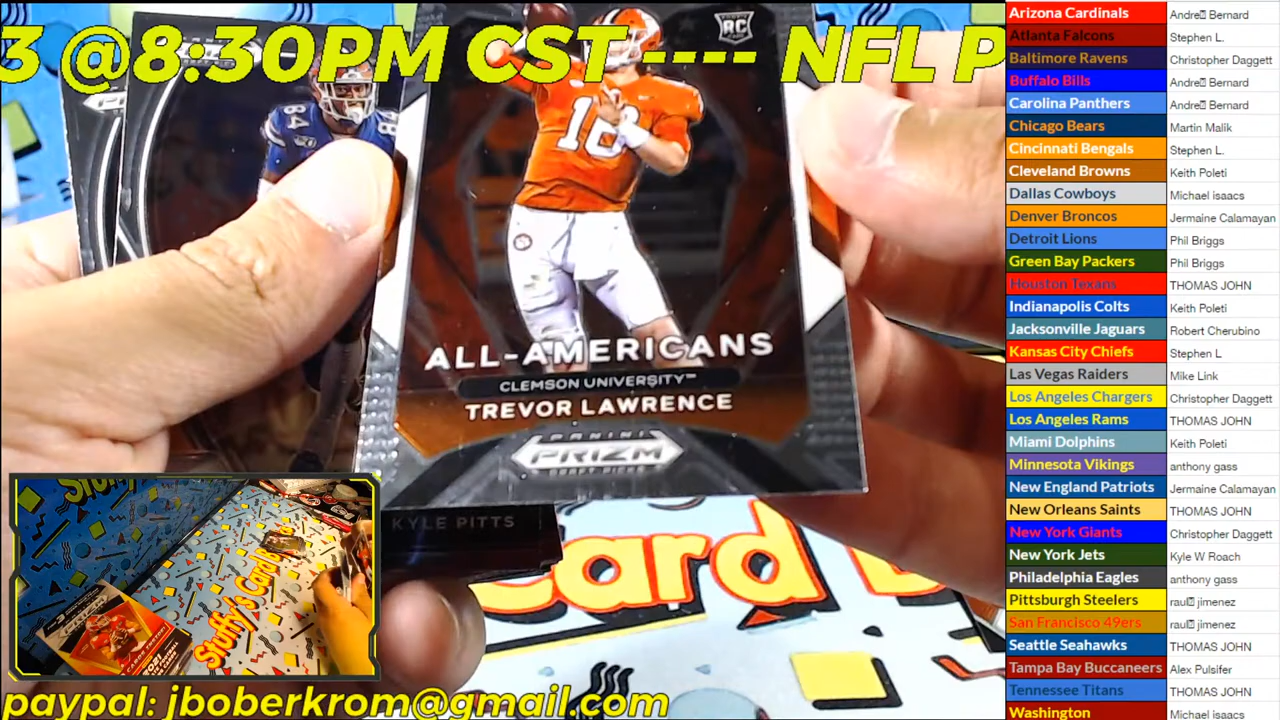 3 @8:30PM CST ---- NFL P
RC
84
16
ALL-AMERICANS
CLEMSON UNIVERSITY™
TREVOR LAWRENCE
PANINI
PRIZM
DRAFT PICKS
KYLE PITTS
Card B
Stuffy's Card B
paypal: jboberkrom@gmail.com
Arizona Cardinals Andre Bernard
Atlanta Falcons Stephen L.
Baltimore Ravens Christopher Daggett
Buffalo Bills Andre Bernard
Carolina Panthers Andre Bernard
Chicago Bears Martin Malik
Cincinnati Bengals Stephen L.
Cleveland Browns Keith Poleti
Dallas Cowboys Michael isaacs
Denver Broncos Jermaine Calamayan
Detroit Lions Phil Briggs
Green Bay Packers Phil Briggs
Houston Texans THOMAS JOHN
Indianapolis Colts Keith Poleti
Jacksonville Jaguars Robert Cherubino
Kansas City Chiefs Stephen L
Las Vegas Raiders Mike Link
Los Angeles Chargers Christopher Daggett
Los Angeles Rams THOMAS JOHN
Miami Dolphins Keith Poleti
Minnesota Vikings anthony gass
New England Patriots Jermaine Calamayan
New Orleans Saints THOMAS JOHN
New York Giants Christopher Daggett
New York Jets Kyle W Roach
Philadelphia Eagles anthony gass
Pittsburgh Steelers raul jimenez
San Francisco 49ers raul jimenez
Seattle Seahawks THOMAS JOHN
Tampa Bay Buccaneers Alex Pulsifer
Tennessee Titans THOMAS JOHN
Washington Michael isaacs